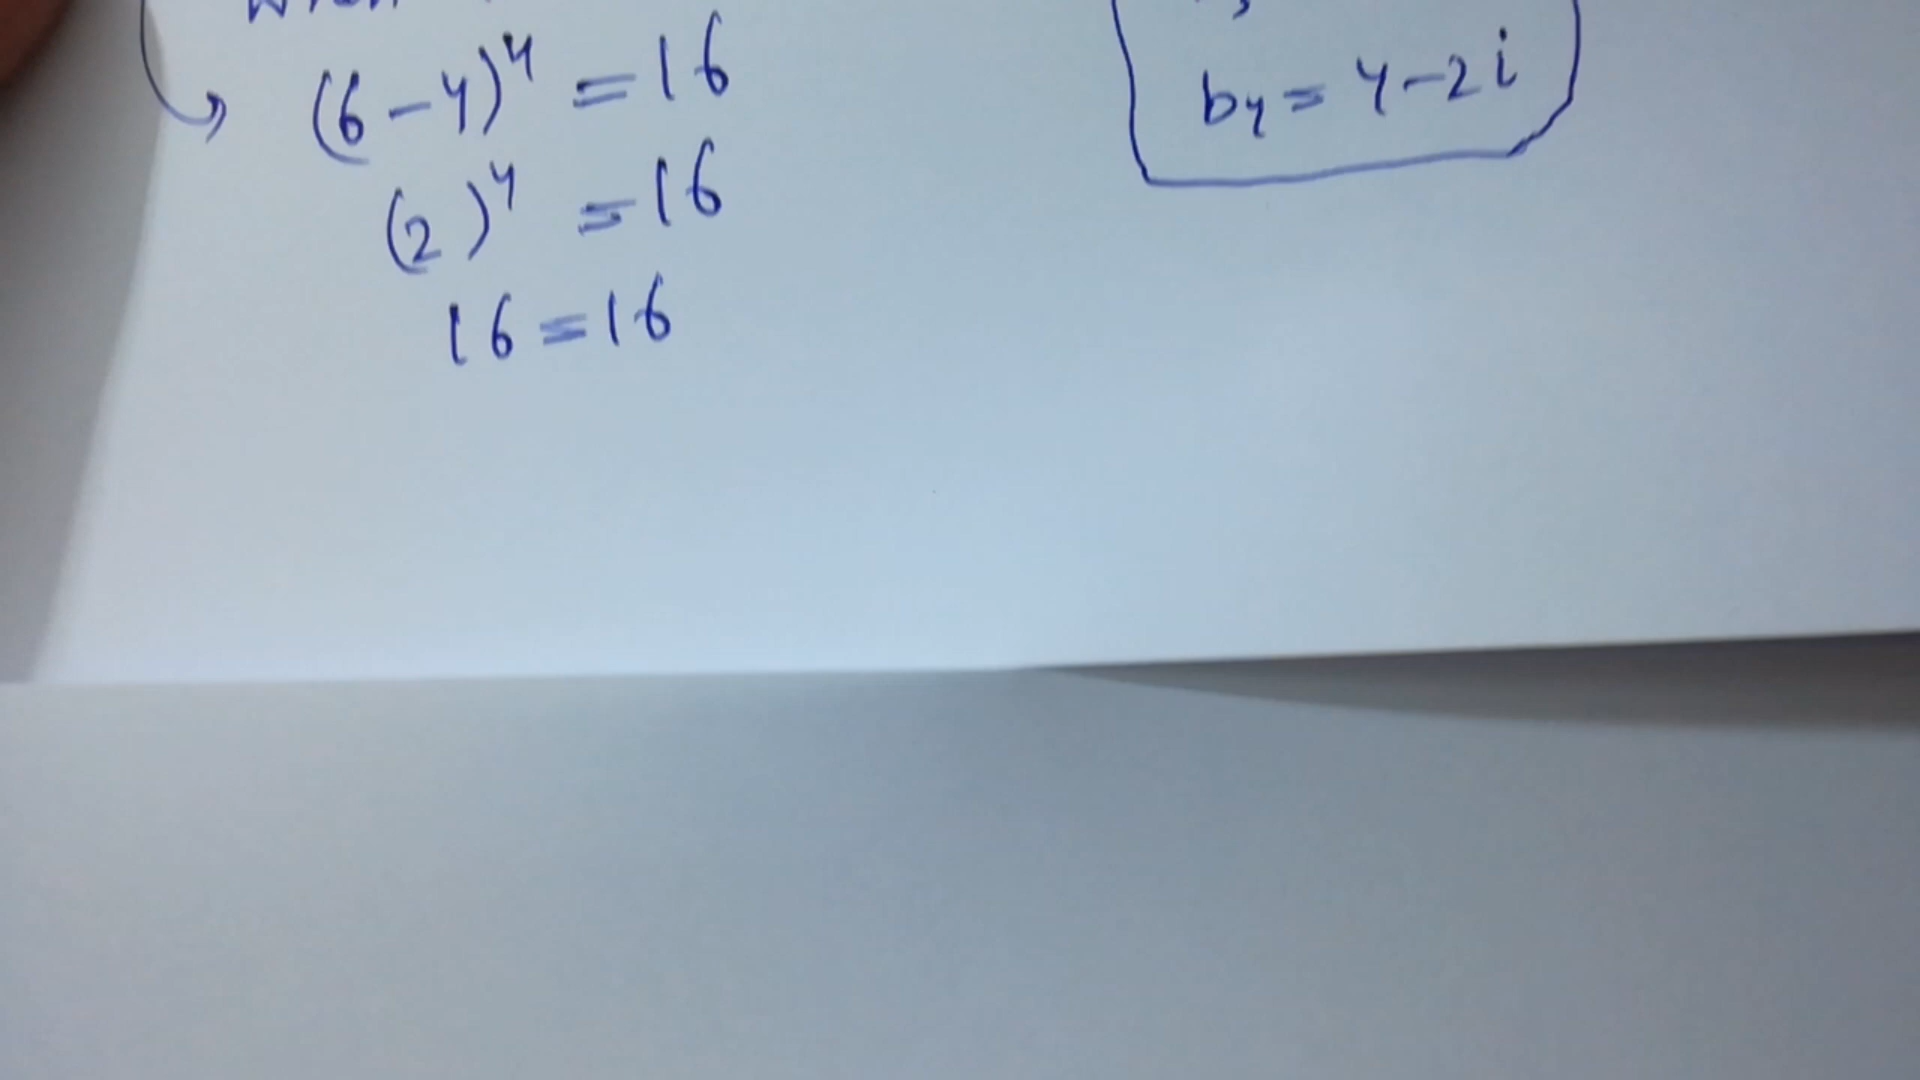 (6-4)⁴ = 16
(2)⁴ = 16
16 = 16
b₄ = 4-2i